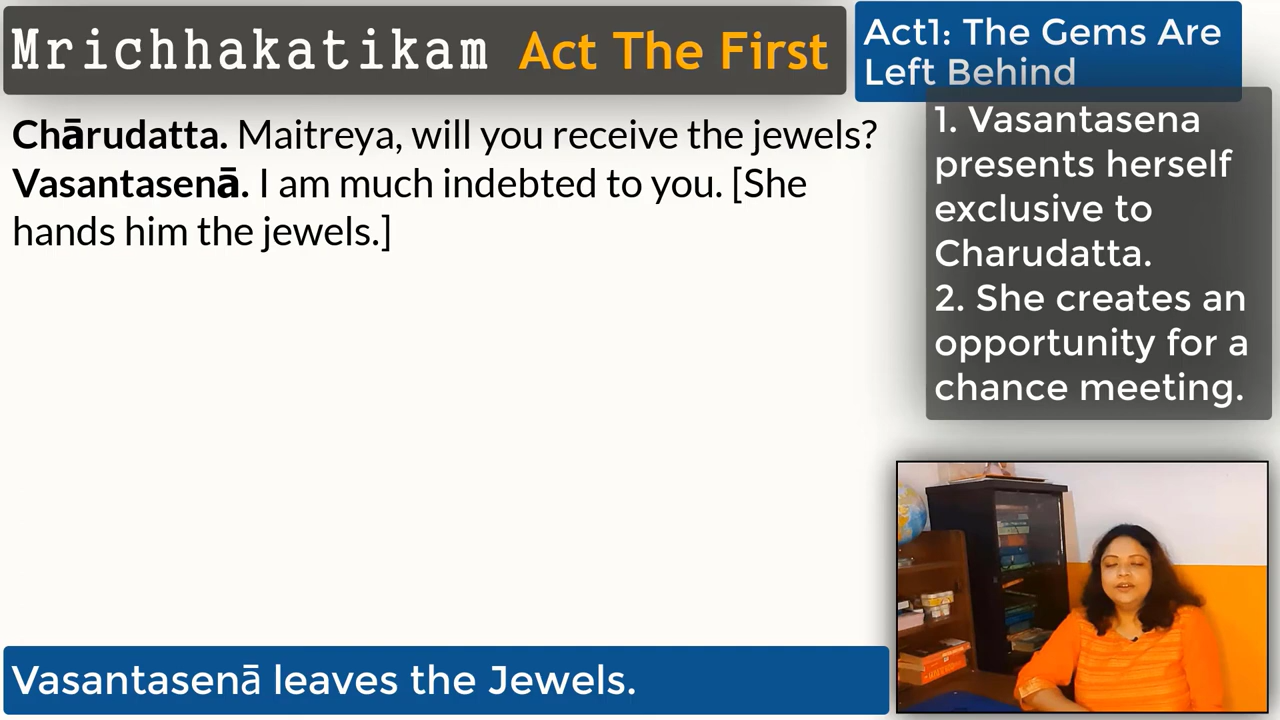 Mrichhakatikam Act The First
Act1: The Gems Are
Left Behind
Chārudatta. Maitreya, will you receive the jewels?
Vasantasenā. I am much indebted to you. [She
hands him the jewels.]
1. Vasantasena
presents herself
exclusive to
Charudatta.
2. She creates an
opportunity for a
chance meeting.
Vasantasenā leaves the Jewels.